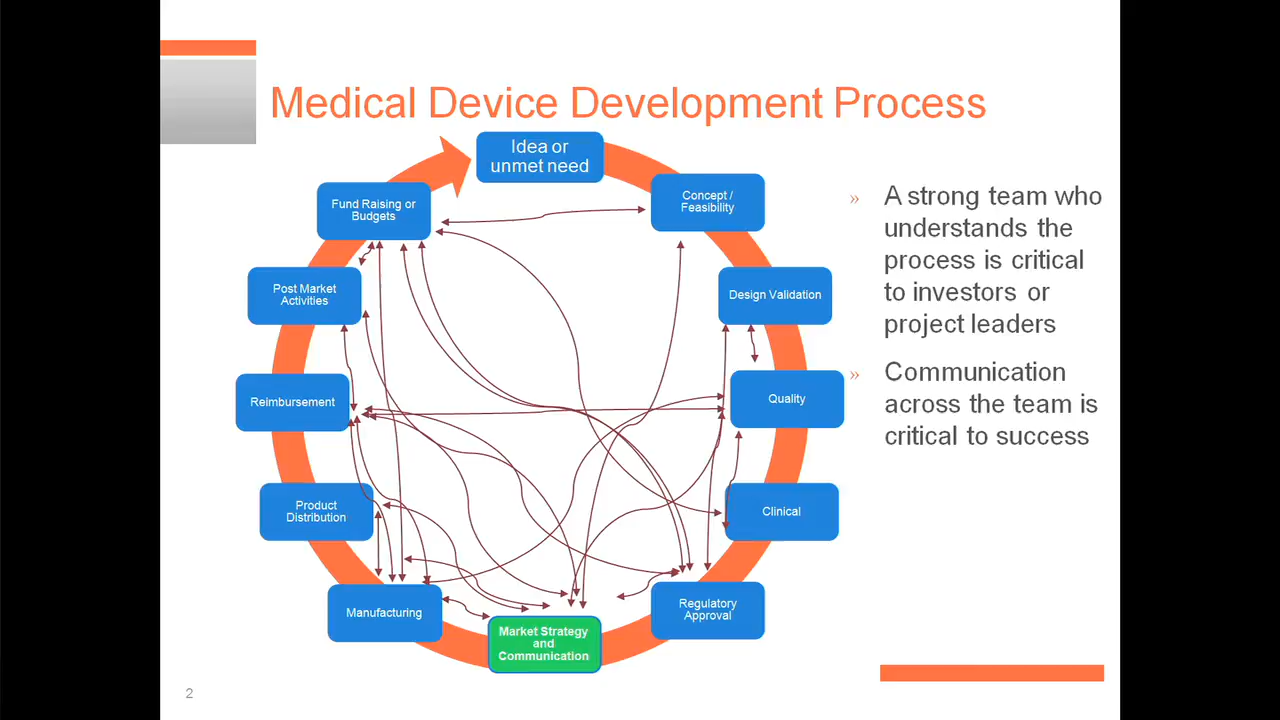 Medical Device Development Process
Idea or
unmet need
Concept /
Feasibility
Design Validation
Quality
Clinical
Regulatory
Approval
Market Strategy
and
Communication
Manufacturing
Product
Distribution
Reimbursement
Post Market
Activities
Fund Raising or
Budgets
» A strong team who
understands the
process is critical
to investors or
project leaders
» Communication
across the team is
critical to success
2